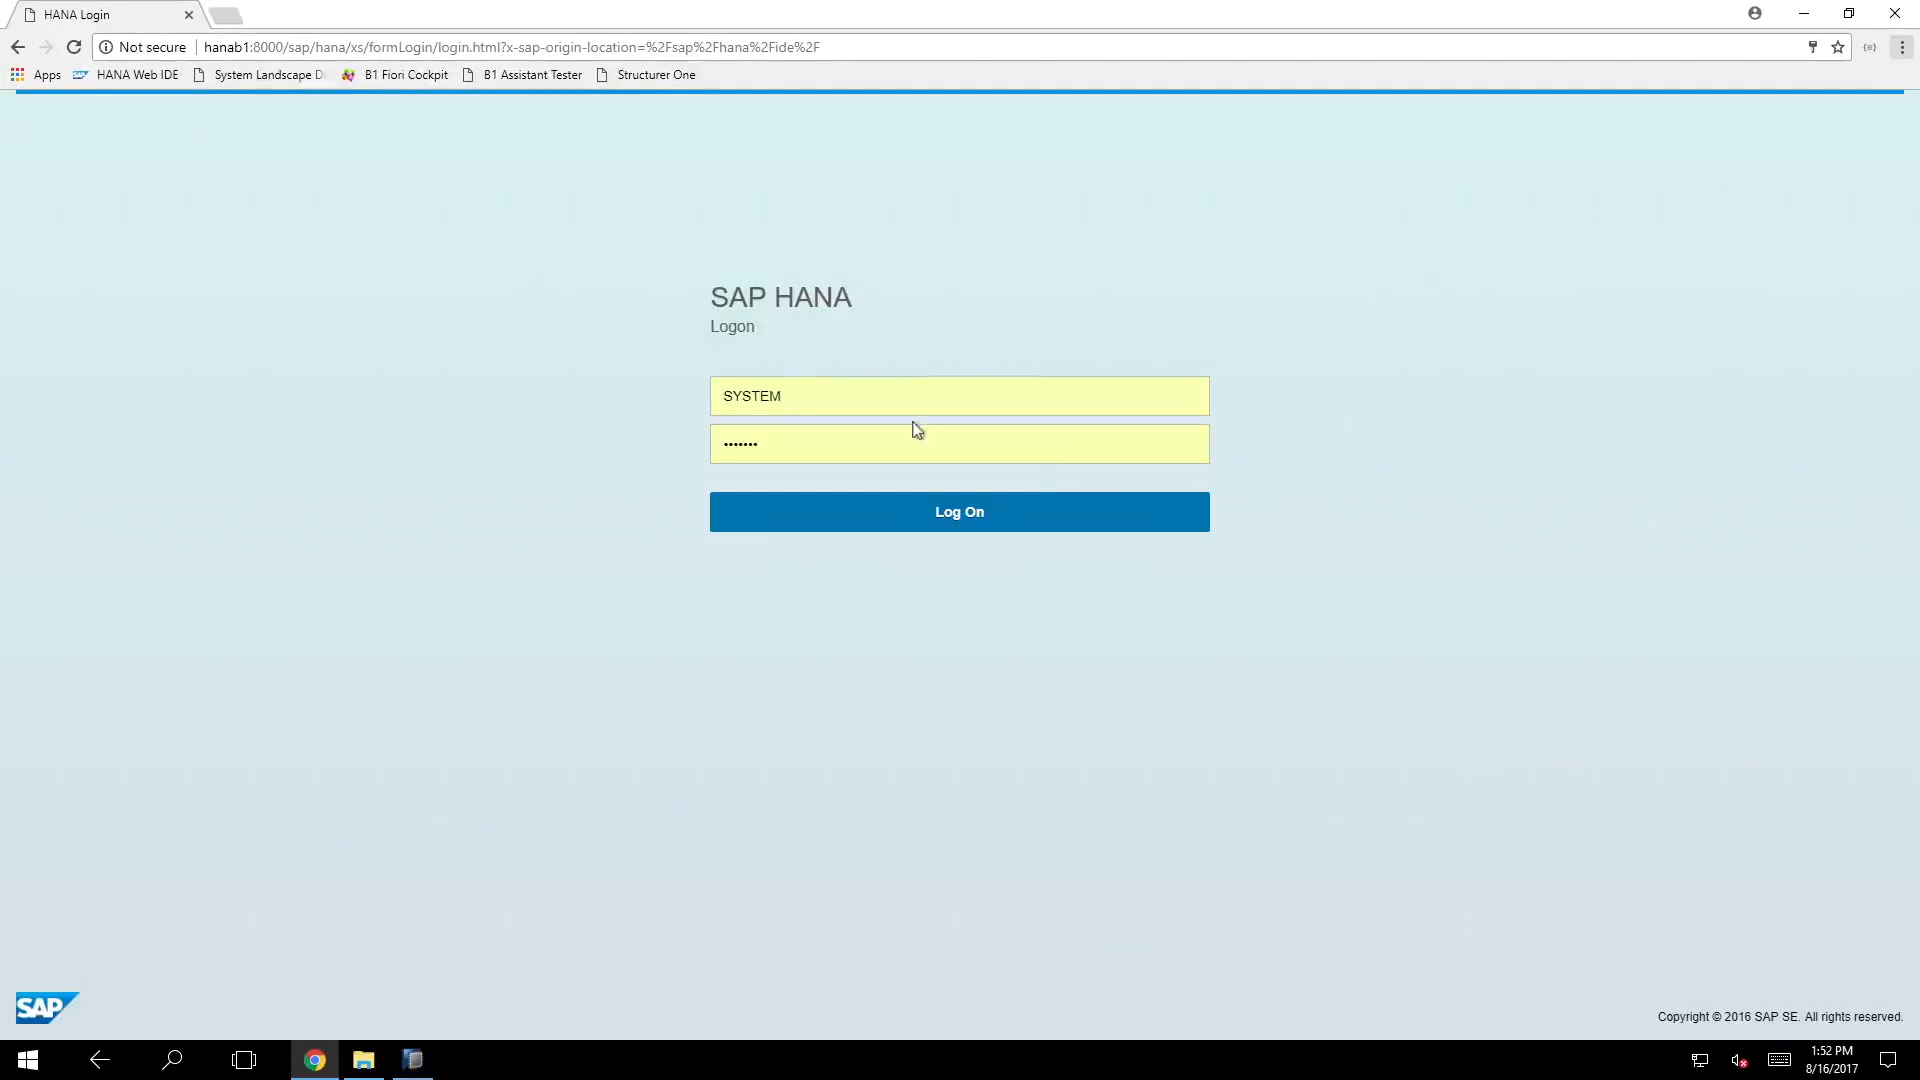 HANA Login
Not secure hanab1:8000/sap/hana/xs/formLogin/login.html?x-sap-origin-location=%2Fsap%2Fhana%2Fide%2F
Apps HANA Web IDE System Landscape D B1 Fiori Cockpit B1 Assistant Tester Structurer One
SAP HANA
Logon
SYSTEM
•••••••
Log On
SAP
Copyright © 2016 SAP SE. All rights reserved.
1:52 PM
8/16/2017